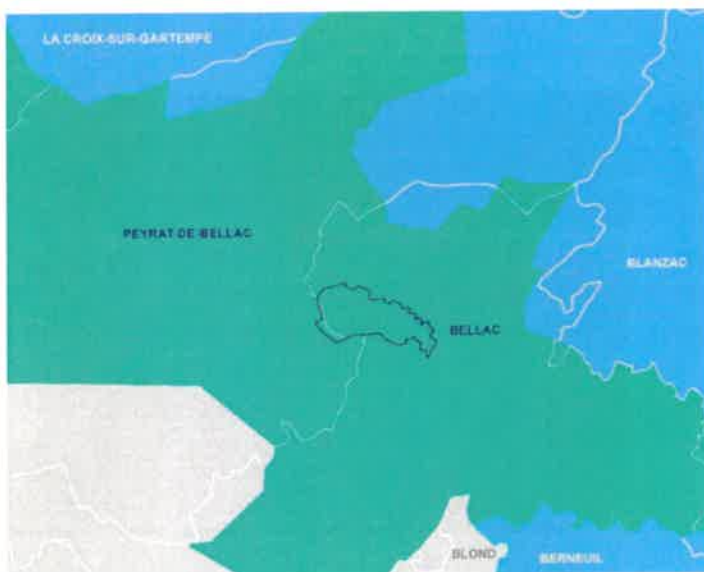 LA CROIX-SUR-GARTEMPE
PEYRAT-DE-BELLAC
BLANZAC
BELLAC
BLOND
BERNEUIL